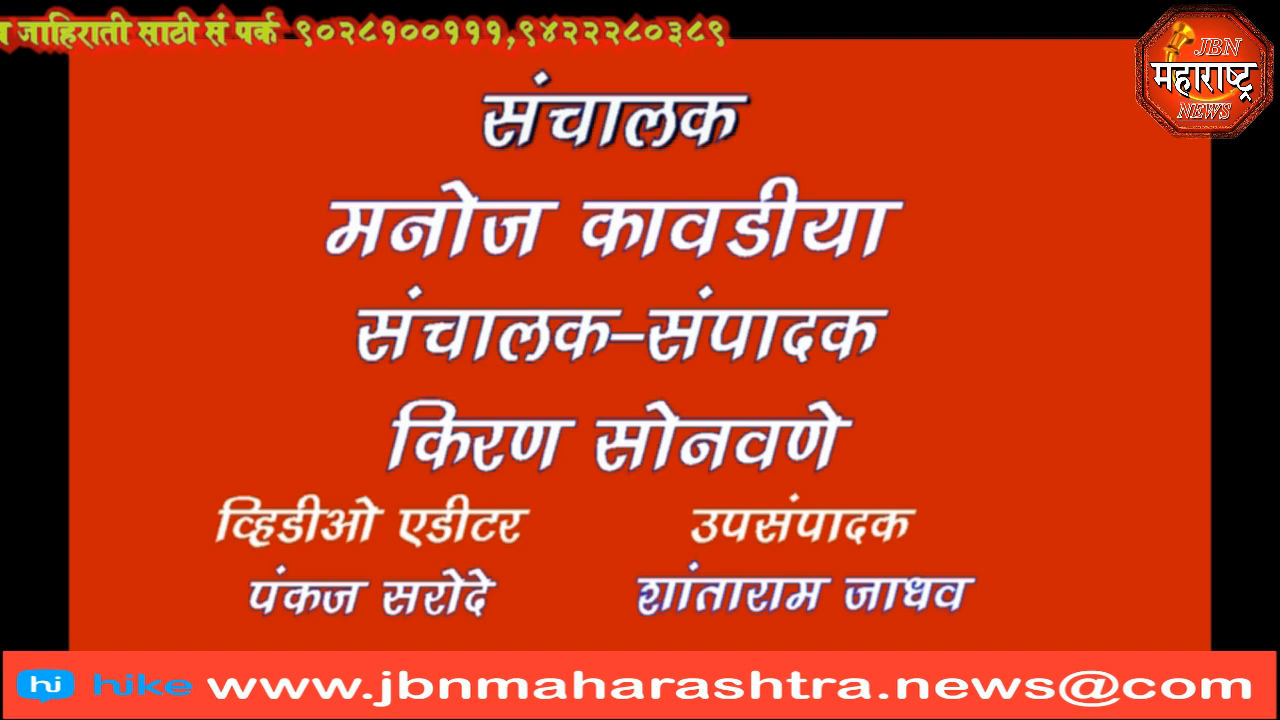 जाहिराती साठी सं पर्क ९०२८१००१११,९४२२२८०३८९
JBN
महाराष्ट्र
NEWS
संचालक
मनोज कावडीया
संचालक-संपादक
किरण सोनवणे
व्हिडीओ एडीटर उपसंपादक
पंकज सरोदे शांताराम जाधव
hi hike www.jbnmaharashtra.news@com